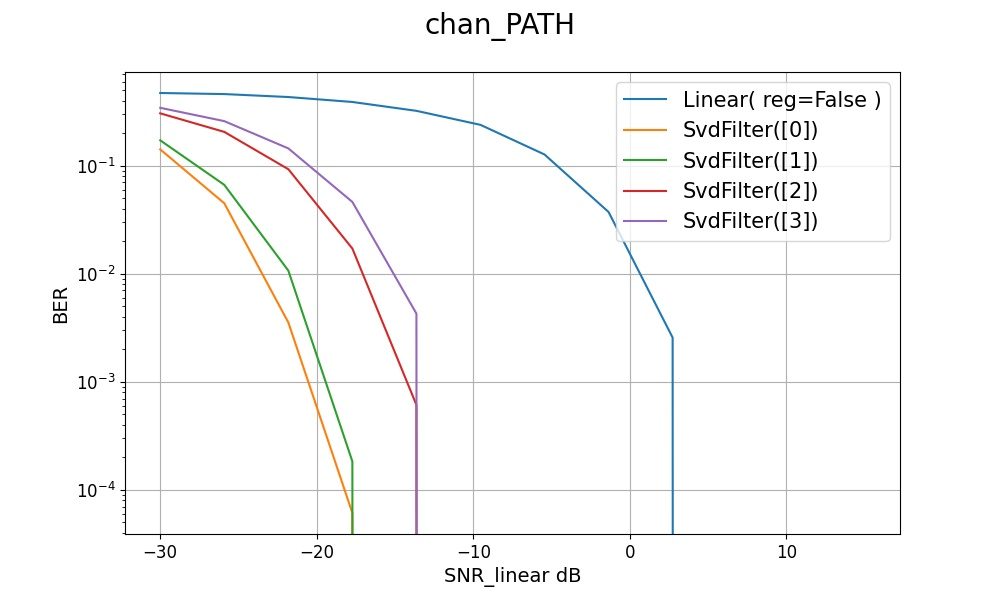 chan_PATH
Linear( reg=False )
SvdFilter([0])
SvdFilter([1])
SvdFilter([2])
SvdFilter([3])
10⁻¹
10⁻²
10⁻³
10⁻⁴
BER
−30
−20
−10
0
10
SNR_linear dB